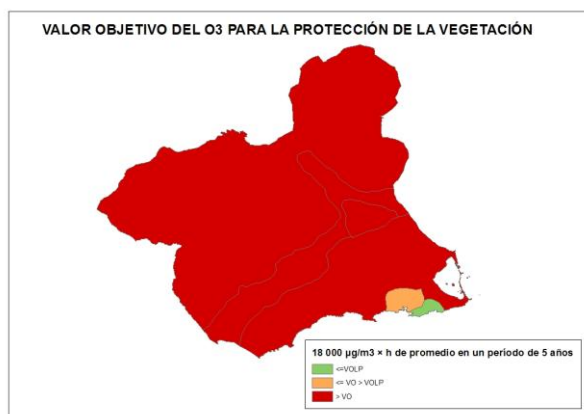 VALOR OBJETIVO DEL O3 PARA LA PROTECCIÓN DE LA VEGETACIÓN
18 000 µg/m3 × h de promedio en un período de 5 años
<=VOLP
<= VO > VOLP
> VO